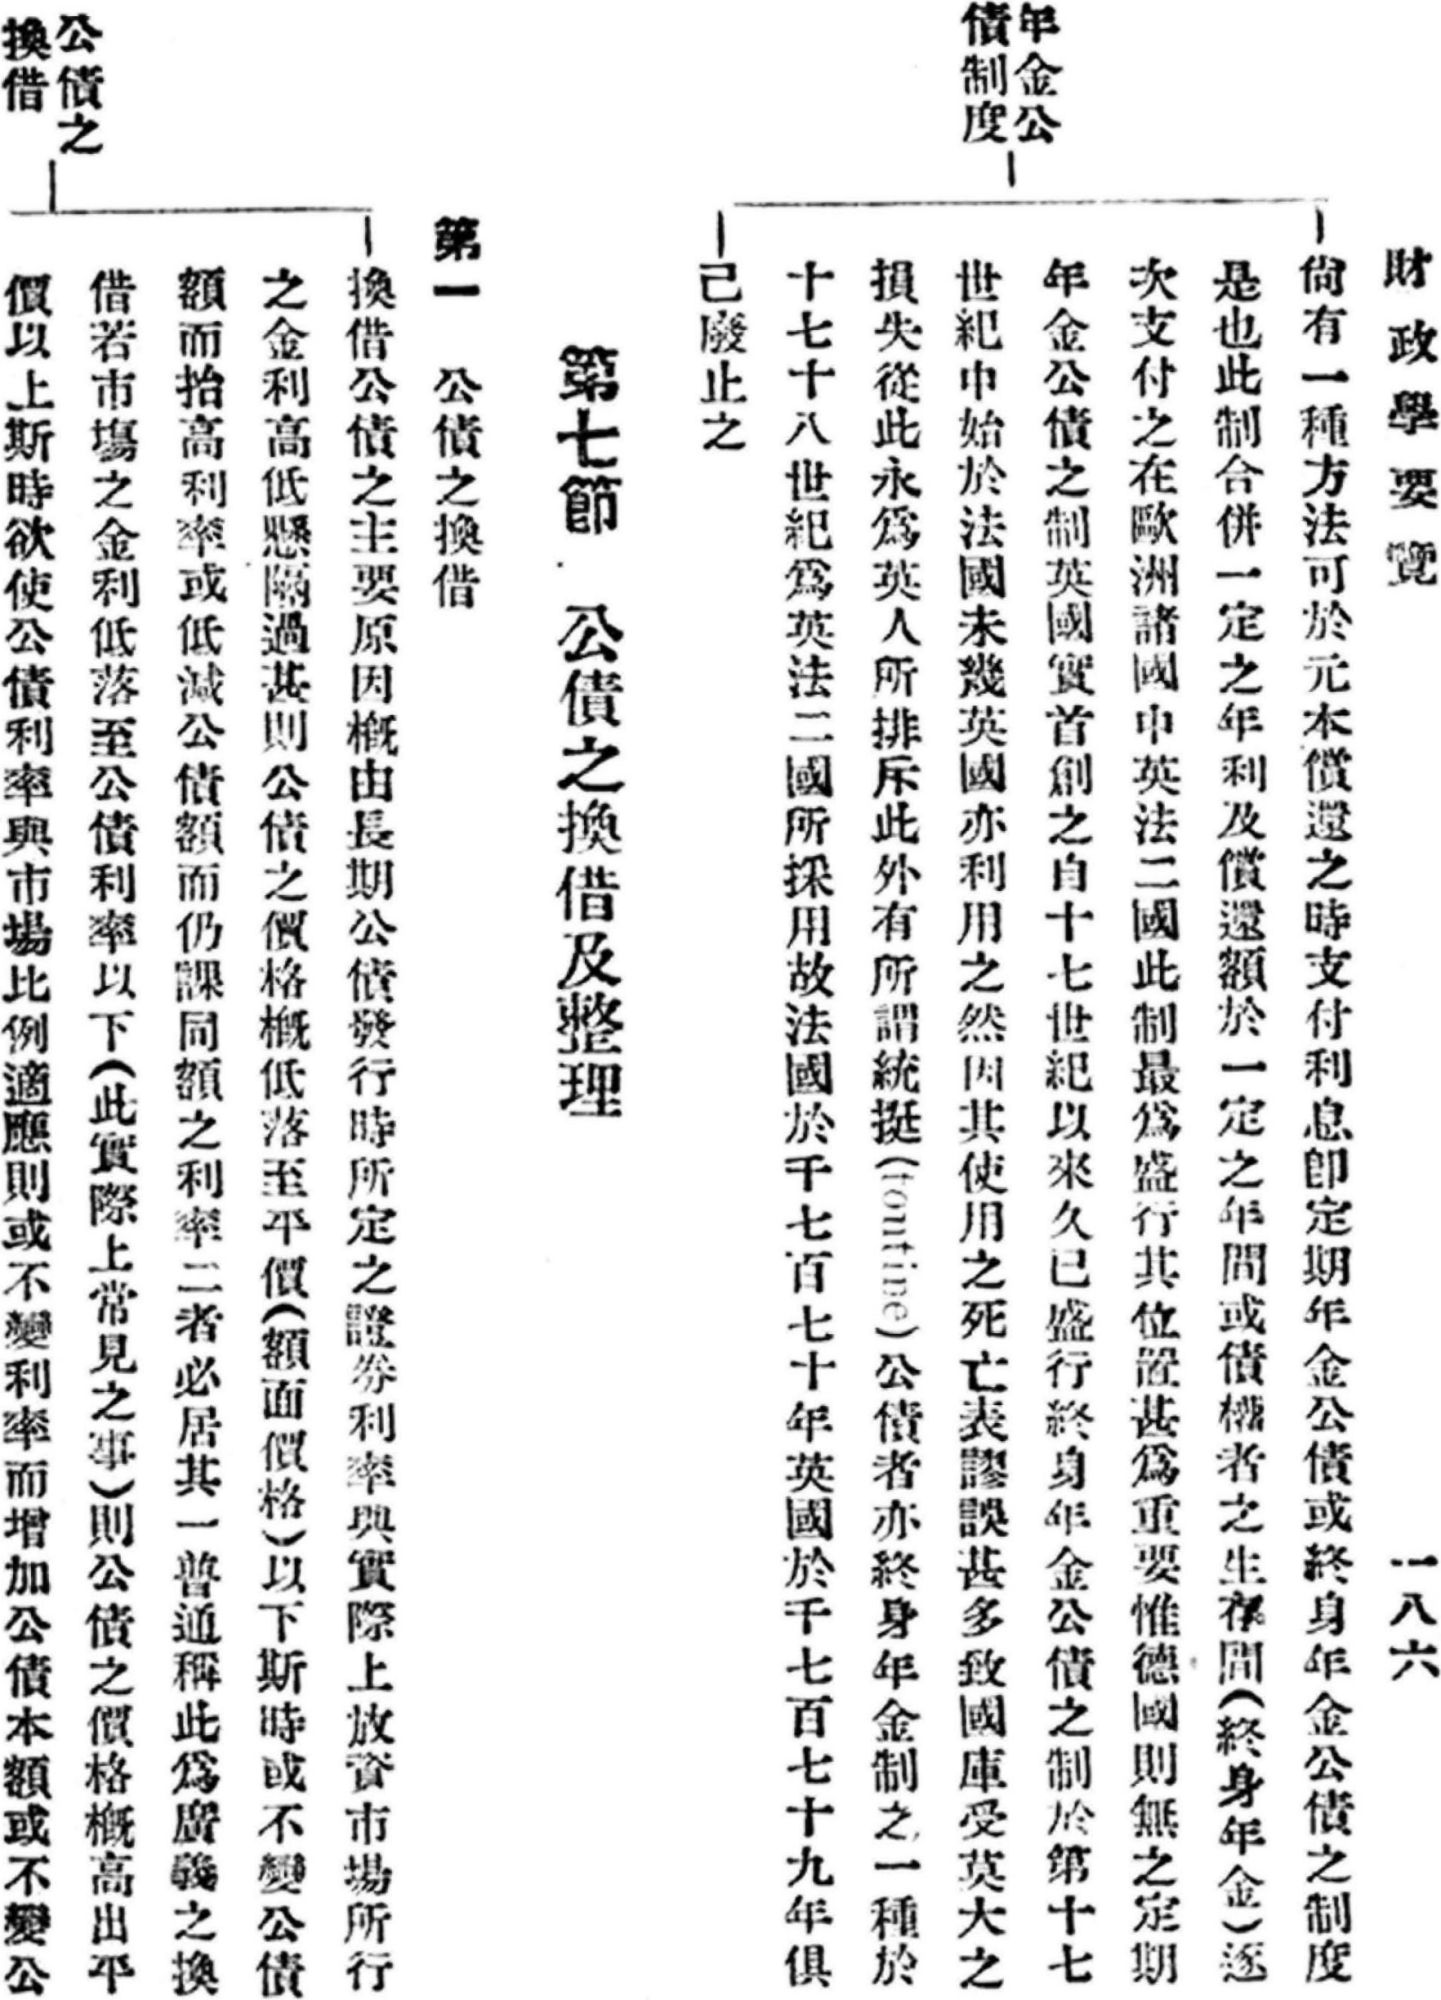 財政學要覽
一八六
年金公
債制度
尙有一種方法可於元本償還之時支付利息卽定期年金公債或終身年金公債之制度
是也此制合併一定之年利及償還額於一定之年間或債權者之生存間(終身年金)逐
次支付之在歐洲諸國中英法二國此制最爲盛行其位置甚爲重要惟德國則無之定期
年金公債之制英國實首創之自十七世紀以來久已盛行終身年金公債之制於第十七
世紀中始於法國未幾英國亦利用之然因其使用之死亡表謬誤甚多致國庫受莫大之
損失從此永爲英人所排斥此外有所謂統挺(tontine)公債者亦終身年金制之一種於
十七十八世紀爲英法二國所採用故法國於千七百七十年英國於千七百七十九年俱
已廢止之
第七節　公債之換借及整理
第一　公債之換借
公債之
換借
換借公債之主要原因槪由長期公債發行時所定之證券利率與實際上放資市場所行
之金利高低懸隔過甚則公債之價格槪低落至平價(額面價格)以下斯時或不變公債
額而抬高利率或低減公債額而仍課同額之利率二者必居其一普通稱此爲廣義之換
借若市場之金利低落至公債利率以下(此實際上常見之事)則公債之價格槪高出平
價以上斯時欲使公債利率與市場比例適應則或不變利率而增加公債本額或不變公